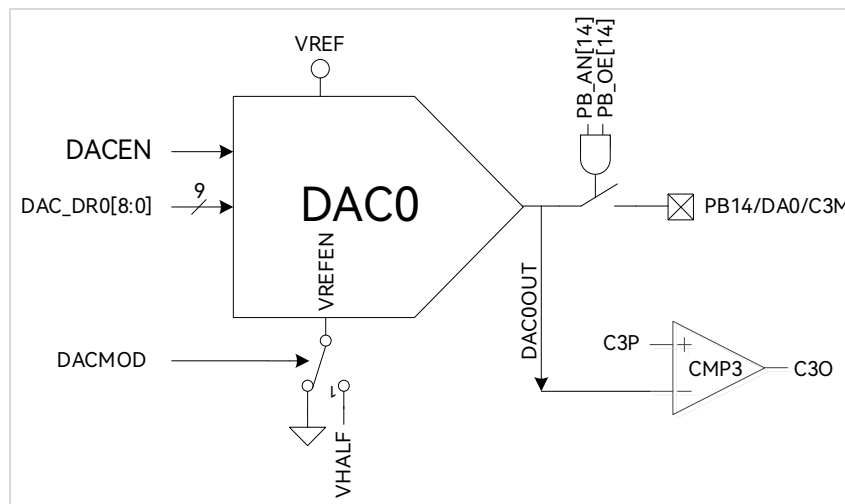 VREF
PB_AN[14]
PB_OE[14]
DACEN
9
DAC_DR0[8:0]
DAC0
PB14/DA0/C3M
VREFEN
DAC0OUT
DACMOD
C3P
+
CMP3
C3O
−
1
VHALF